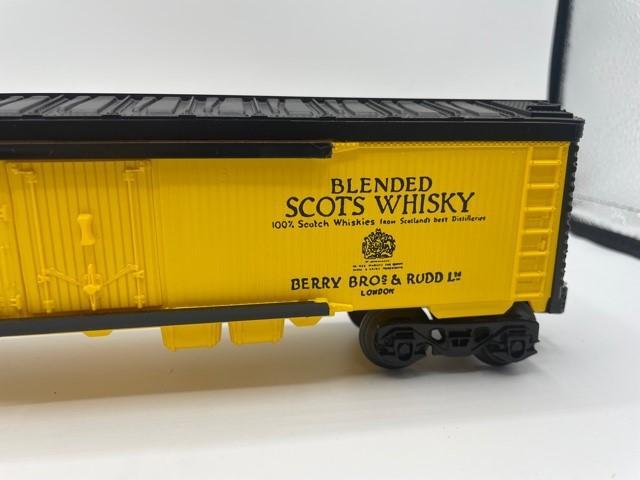 BLENDED
SCOTS WHISKY
100% Scotch Whiskies from Scotland's best Distilleries
BERRY BROS & RUDD LTD
LONDON